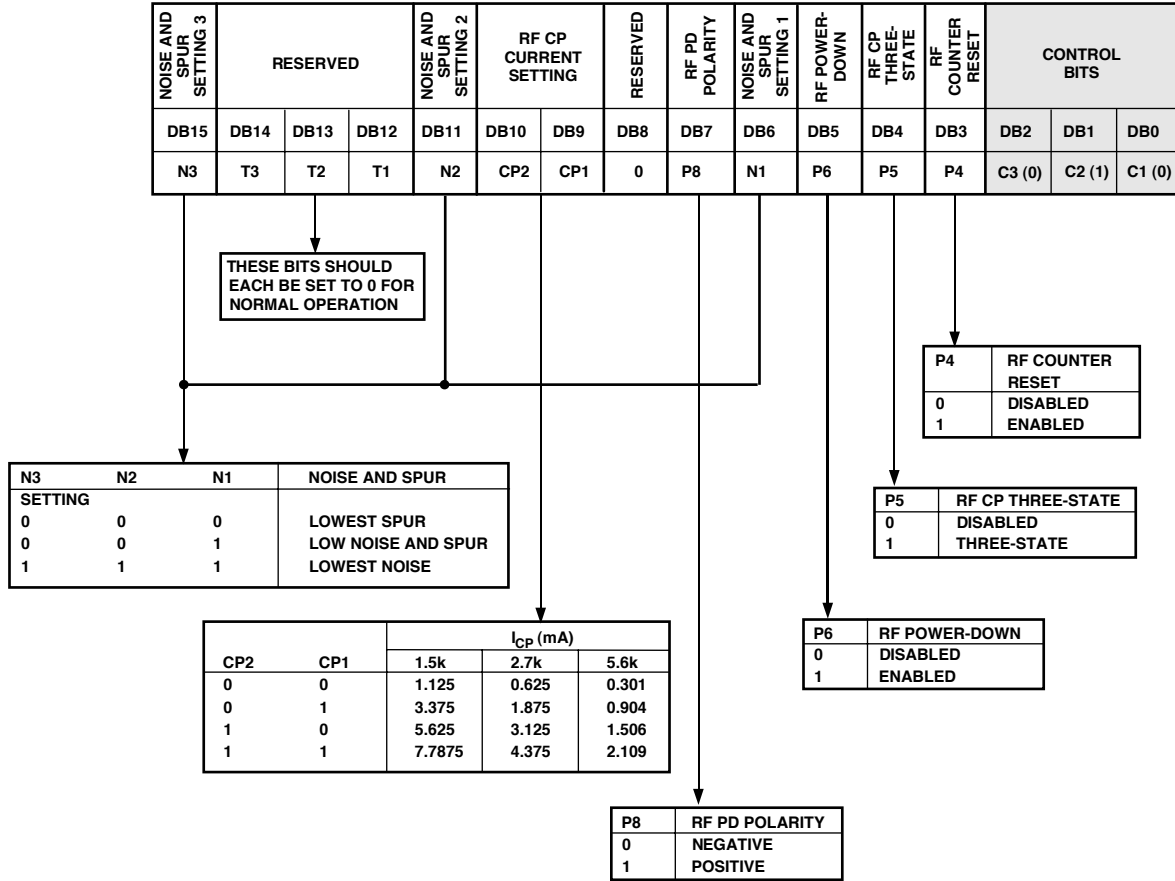 NOISE AND
SPUR
SETTING 3
RESERVED
NOISE AND
SPUR
SETTING 2
RF CP
CURRENT
SETTING
RESERVED
RF PD
POLARITY
NOISE AND
SPUR
SETTING 1
RF POWER-
DOWN
RF CP
THREE-
STATE
RF
COUNTER
RESET
CONTROL
BITS
DB15 DB14 DB13 DB12 DB11 DB10 DB9 DB8 DB7 DB6 DB5 DB4 DB3 DB2 DB1 DB0
N3 T3 T2 T1 N2 CP2 CP1 0 P8 N1 P6 P5 P4 C3 (0) C2 (1) C1 (0)
THESE BITS SHOULD
EACH BE SET TO 0 FOR
NORMAL OPERATION
P4 RF COUNTER
RESET
0 DISABLED
1 ENABLED
N3 N2 N1 NOISE AND SPUR
SETTING
0 0 0 LOWEST SPUR
0 0 1 LOW NOISE AND SPUR
1 1 1 LOWEST NOISE
P5 RF CP THREE-STATE
0 DISABLED
1 THREE-STATE
ICP (mA)
CP2 CP1 1.5k 2.7k 5.6k
0 0 1.125 0.625 0.301
0 1 3.375 1.875 0.904
1 0 5.625 3.125 1.506
1 1 7.7875 4.375 2.109
P6 RF POWER-DOWN
0 DISABLED
1 ENABLED
P8 RF PD POLARITY
0 NEGATIVE
1 POSITIVE